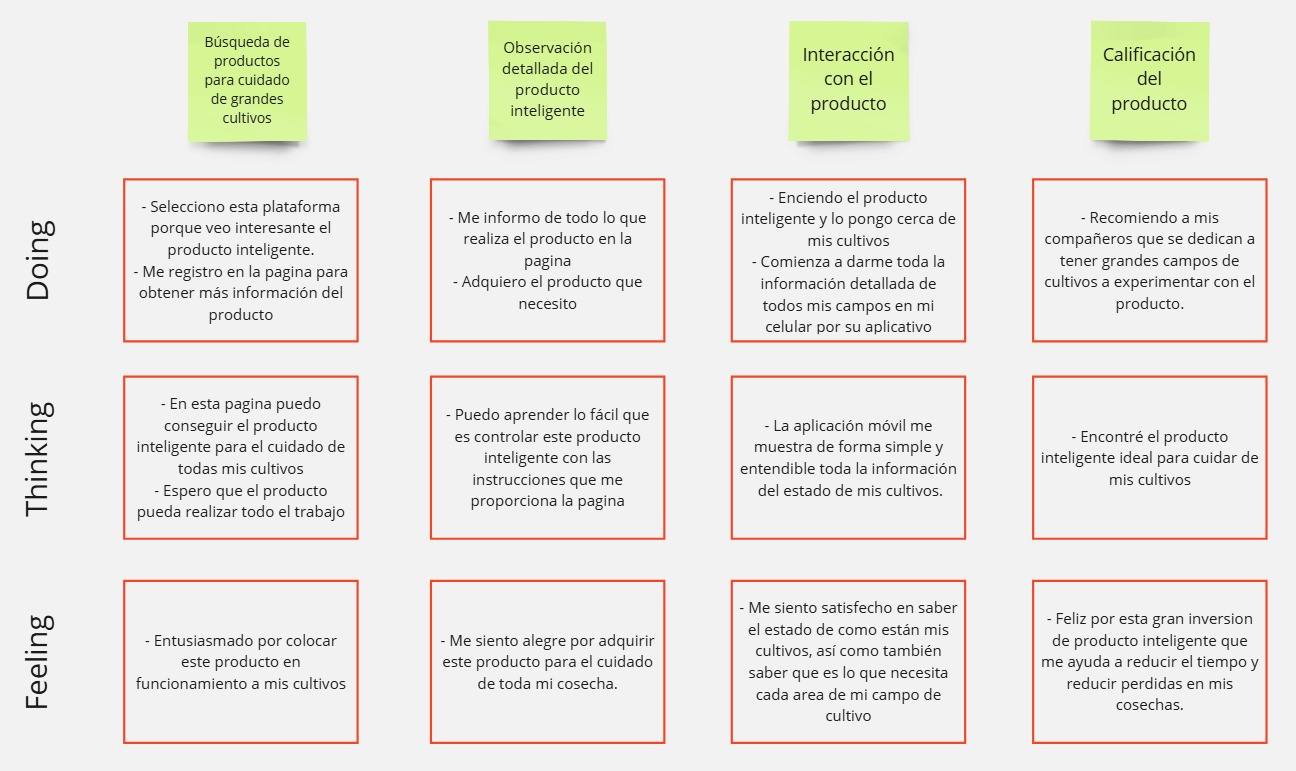 Búsqueda de
productos
para cuidado
de grandes
cultivos
Observación
detallada del
producto
inteligente
Interacción
con el
producto
Calificación
del
producto
Doing
- Selecciono esta plataforma
porque veo interesante el
producto inteligente.
- Me registro en la pagina para
obtener más información del
producto
- Me informo de todo lo que
realiza el producto en la
pagina
- Adquiero el producto que
necesito
- Enciendo el producto
inteligente y lo pongo cerca de
mis cultivos
- Comienza a darme toda la
información detallada de
todos mis campos en mi
celular por su aplicativo
- Recomiendo a mis
compañeros que se dedican a
tener grandes campos de
cultivos a experimentar con el
producto.
Thinking
- En esta pagina puedo
conseguir el producto
inteligente para el cuidado de
todas mis cultivos
- Espero que el producto
pueda realizar todo el trabajo
- Puedo aprender lo fácil que
es controlar este producto
inteligente con las
instrucciones que me
proporciona la pagina
- La aplicación móvil me
muestra de forma simple y
entendible toda la información
del estado de mis cultivos.
- Encontré el producto
inteligente ideal para cuidar de
mis cultivos
Feeling
- Entusiasmado por colocar
este producto en
funcionamiento a mis cultivos
- Me siento alegre por adquirir
este producto para el cuidado
de toda mi cosecha.
- Me siento satisfecho en saber
el estado de como están mis
cultivos, así como también
saber que es lo que necesita
cada area de mi campo de
cultivo
- Feliz por esta gran inversion
de producto inteligente que
me ayuda a reducir el tiempo y
reducir perdidas en mis
cosechas.